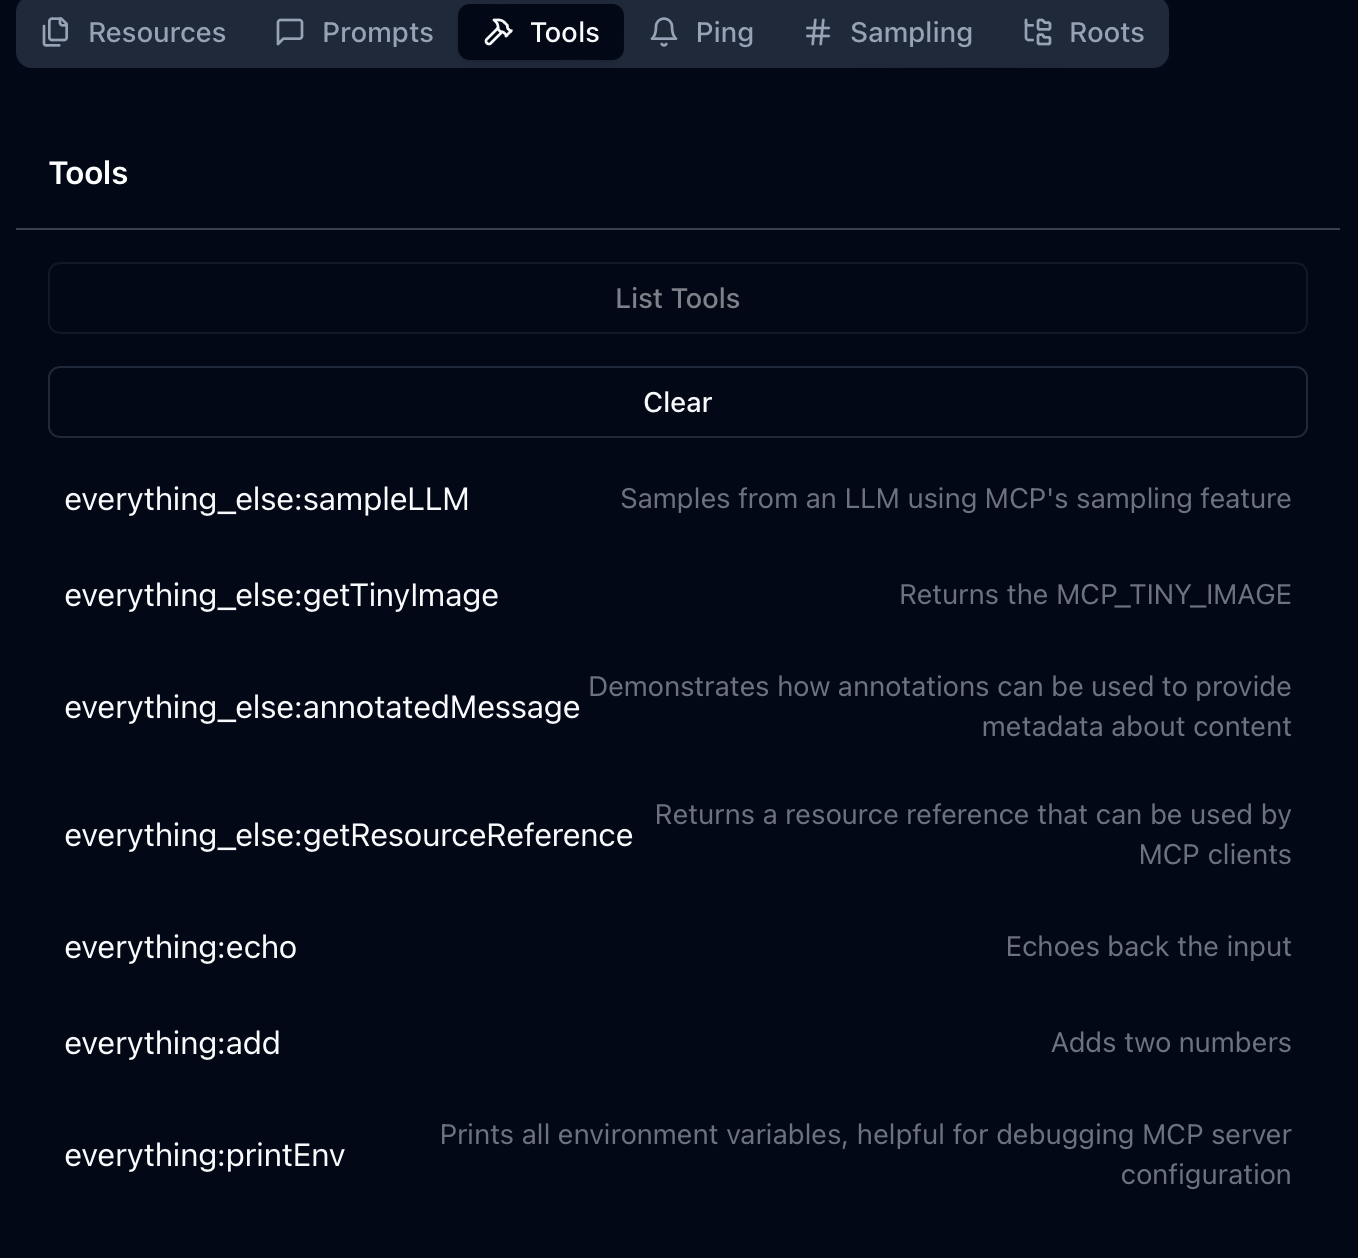 Resources Prompts Tools Ping Sampling Roots
Tools
List Tools
Clear
everything_else:sampleLLM Samples from an LLM using MCP's sampling feature
everything_else:getTinyImage Returns the MCP_TINY_IMAGE
everything_else:annotatedMessage Demonstrates how annotations can be used to provide
metadata about content
everything_else:getResourceReference Returns a resource reference that can be used by
MCP clients
everything:echo Echoes back the input
everything:add Adds two numbers
everything:printEnv Prints all environment variables, helpful for debugging MCP server
configuration